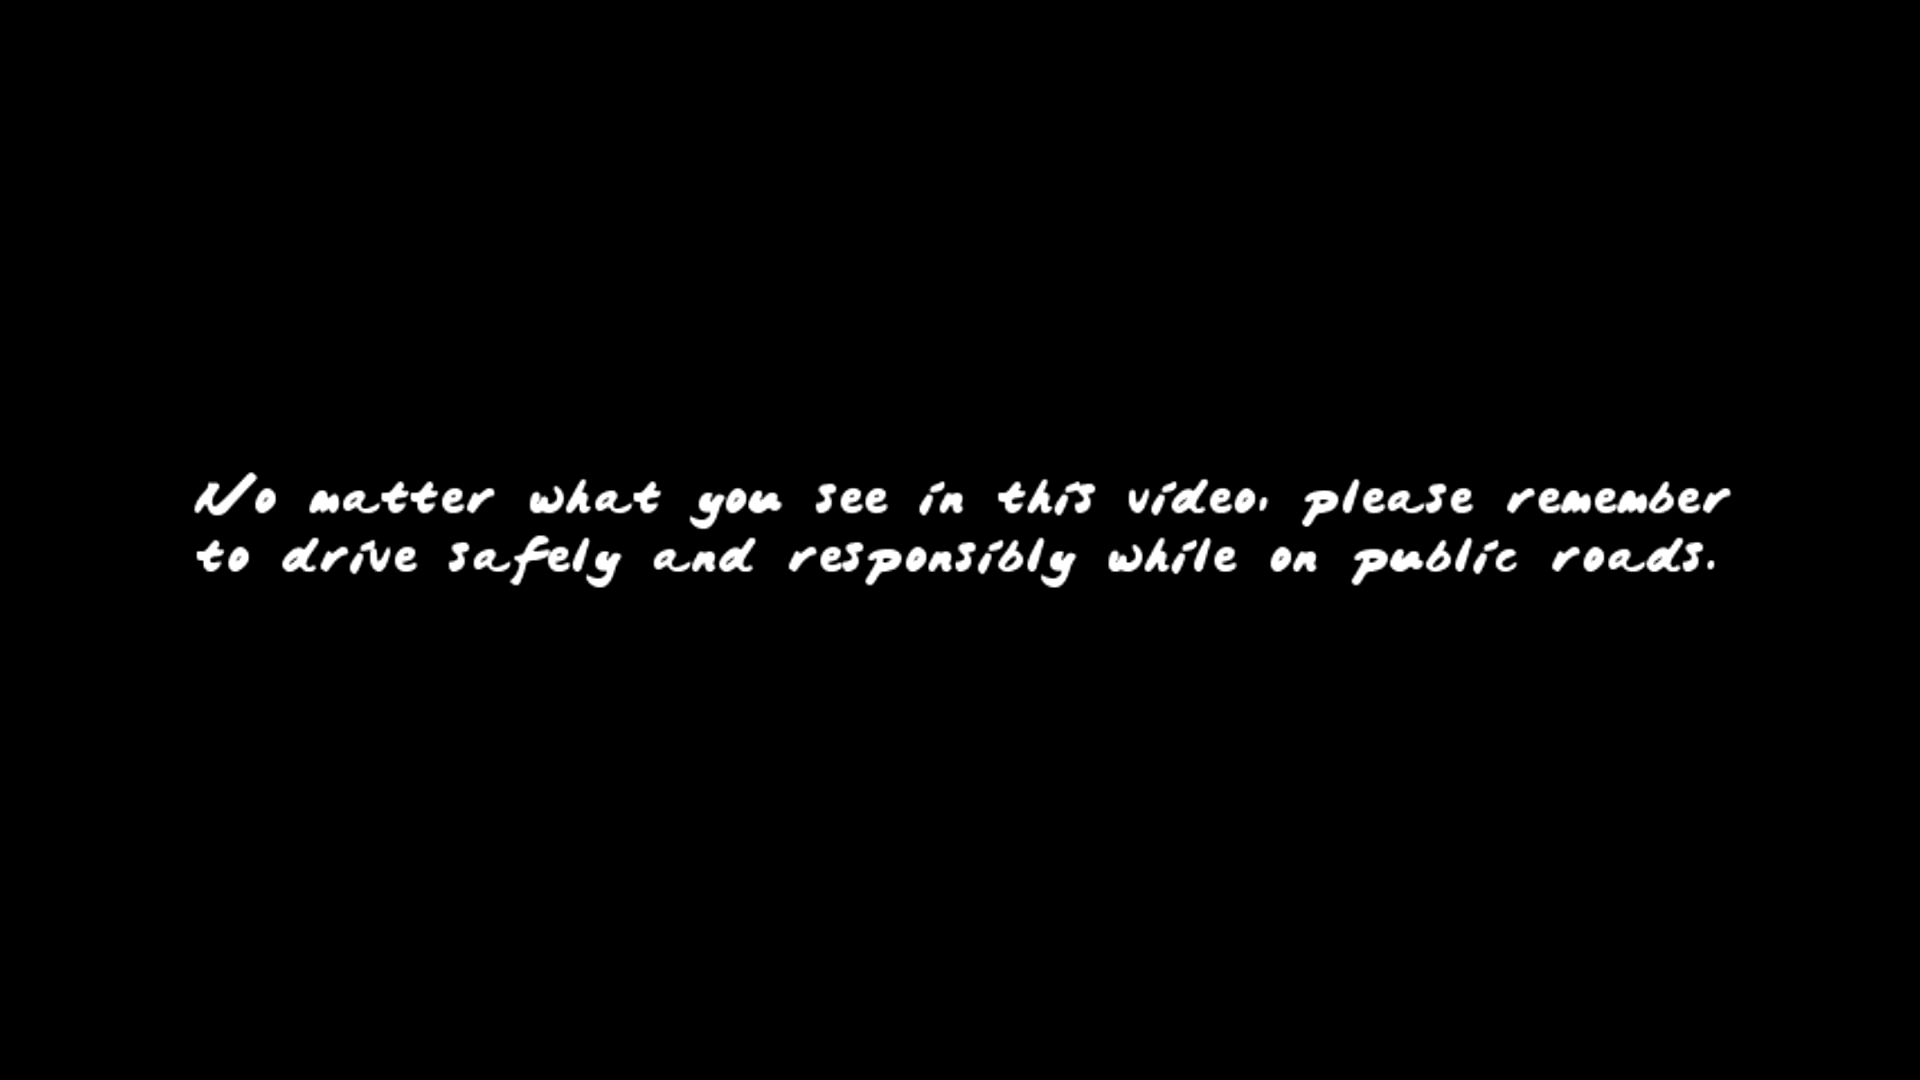 No matter what you see in this video, please remember
to drive safely and responsibly while on public roads.